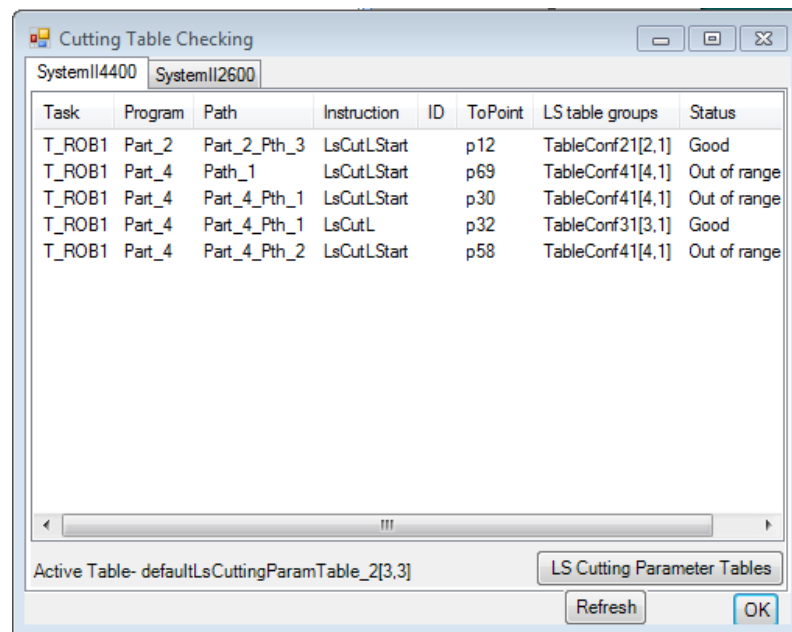 Cutting Table Checking
SystemII4400 SystemII2600
Task Program Path Instruction ID ToPoint LS table groups Status
T_ROB1 Part_2 Part_2_Pth_3 LsCutLStart p12 TableConf21[2,1] Good
T_ROB1 Part_4 Path_1 LsCutLStart p69 TableConf41[4,1] Out of range
T_ROB1 Part_4 Part_4_Pth_1 LsCutLStart p30 TableConf41[4,1] Out of range
T_ROB1 Part_4 Part_4_Pth_1 LsCutL p32 TableConf31[3,1] Good
T_ROB1 Part_4 Part_4_Pth_2 LsCutLStart p58 TableConf41[4,1] Out of range
Active Table- defaultLsCuttingParamTable_2[3,3] LS Cutting Parameter Tables
Refresh OK